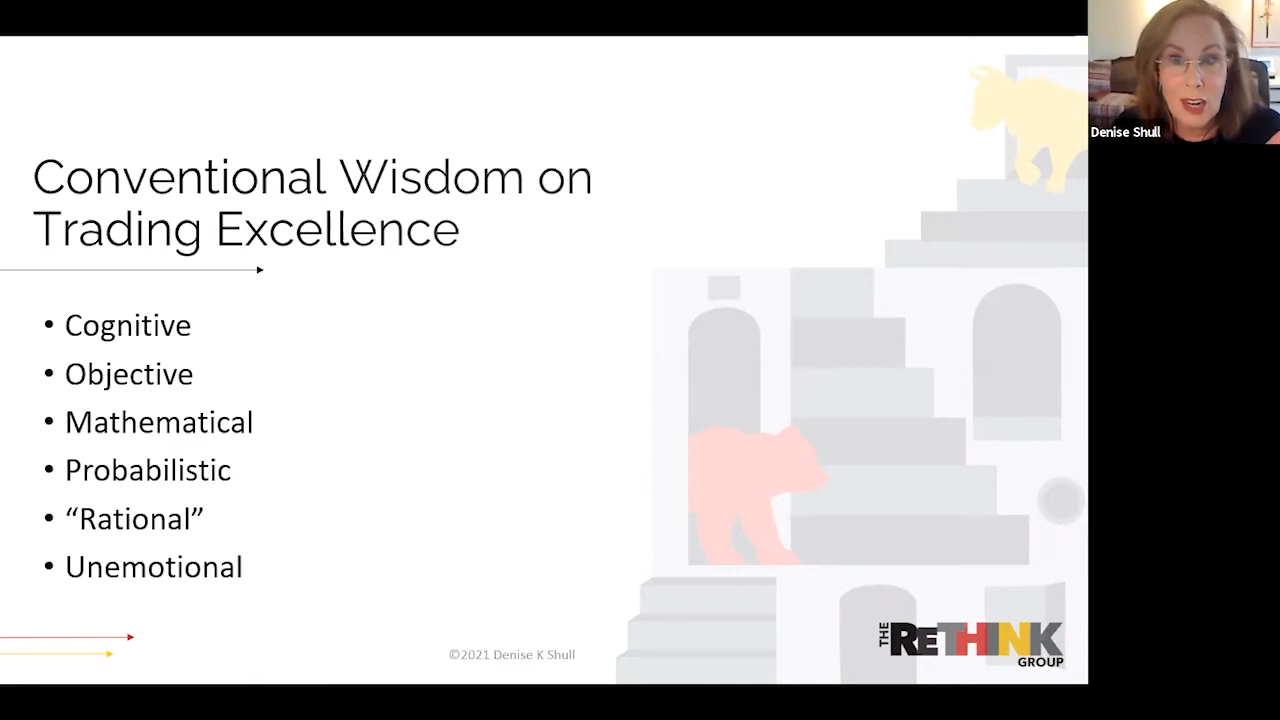 Denise Shull
Conventional Wisdom on
Trading Excellence
• Cognitive
• Objective
• Mathematical
• Probabilistic
• “Rational”
• Unemotional
©2021 Denise K Shull
THE RETHINK
GROUP